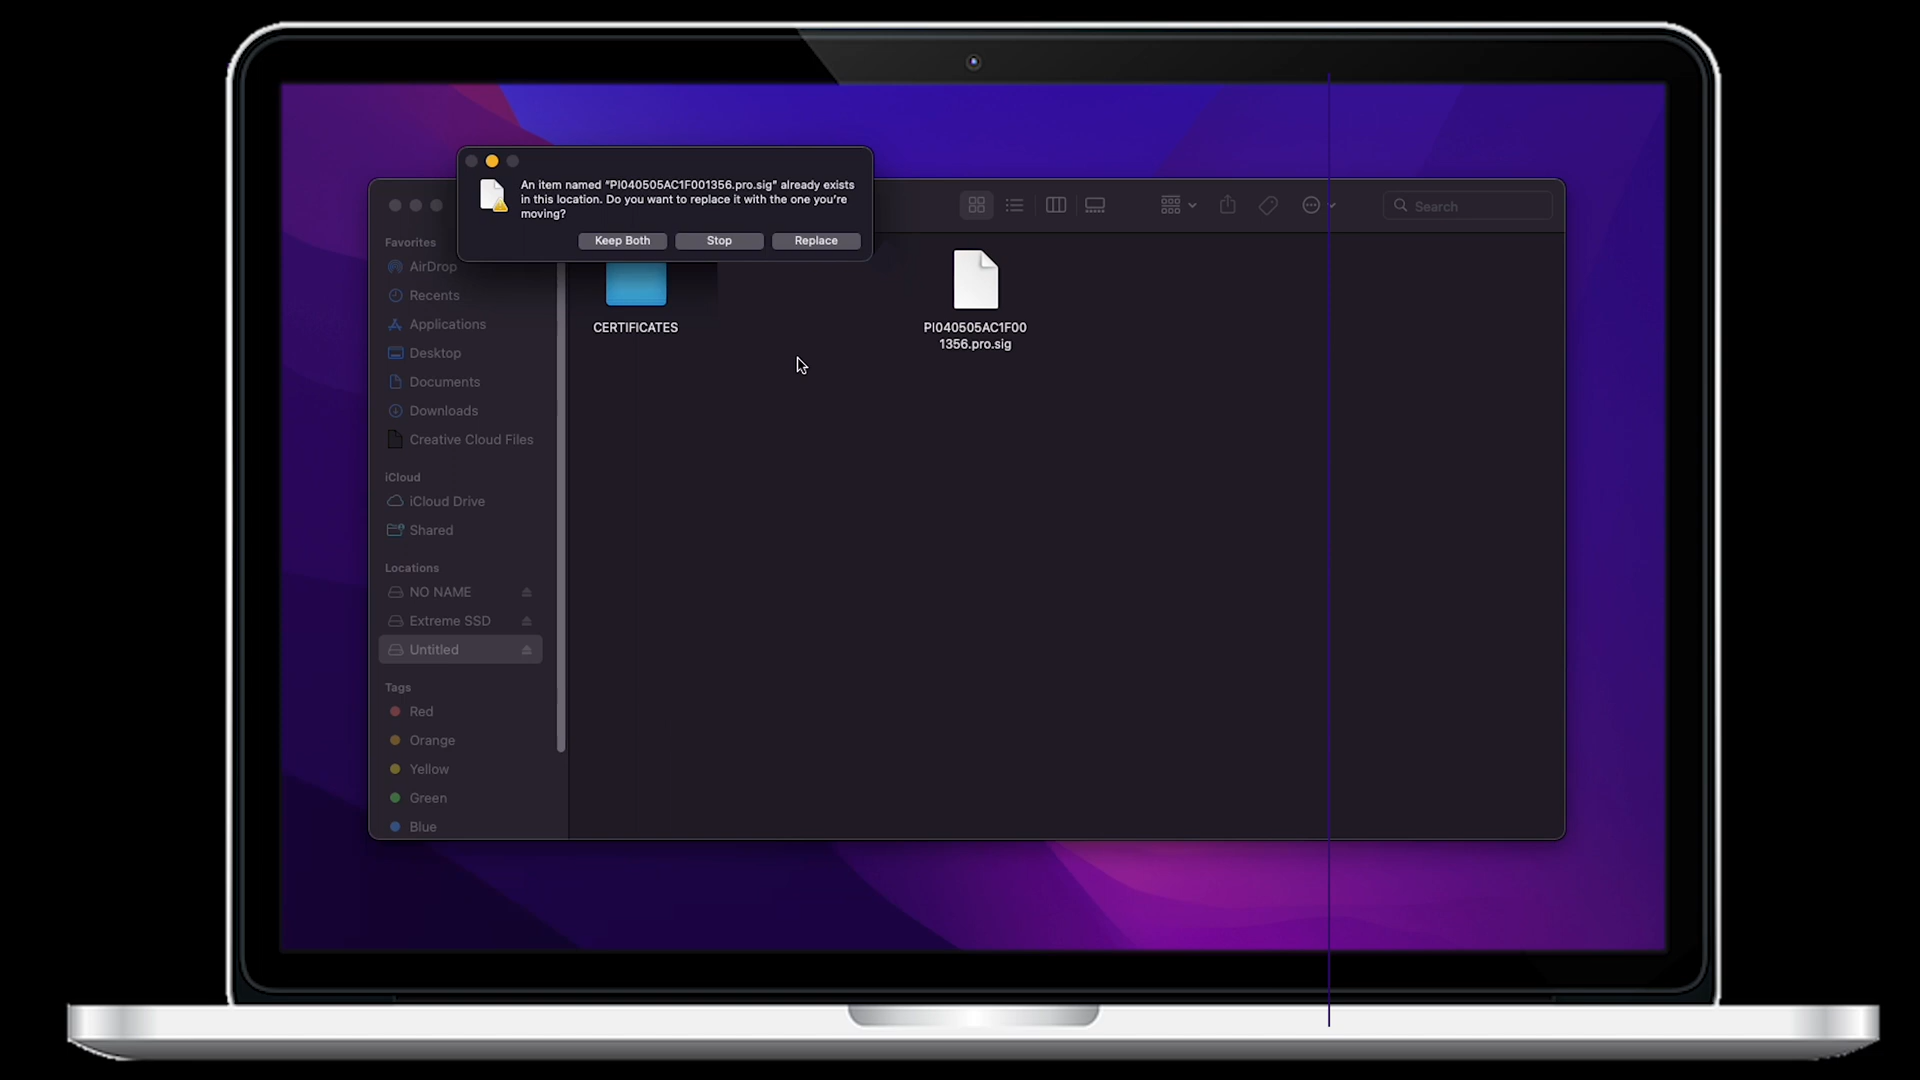 An item named "PI040505AC1F001356.pro.sig" already exists
in this location. Do you want to replace it with the one you're
moving?
Keep Both
Stop
Replace
Search
Favorites
AirDrop
Recents
Applications
Desktop
Documents
Downloads
Creative Cloud Files
iCloud
iCloud Drive
Shared
Locations
NO NAME
Extreme SSD
Untitled
Tags
Red
Orange
Yellow
Green
Blue
CERTIFICATES
PI040505AC1F00
1356.pro.sig